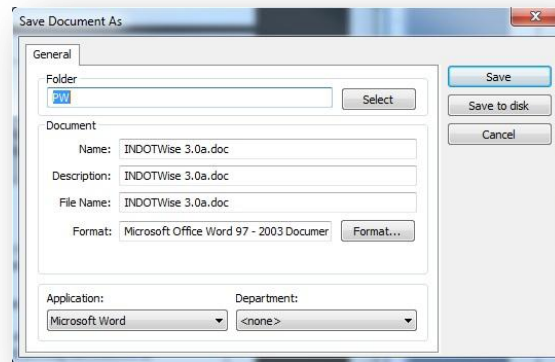 Save Document As
x
General
Folder
PW
Select
Document
Name: INDOTWise 3.0a.doc
Description: INDOTWise 3.0a.doc
File Name: INDOTWise 3.0a.doc
Format: Microsoft Office Word 97 - 2003 Documer Format...
Application: Department:
Microsoft Word <none>
Save
Save to disk
Cancel